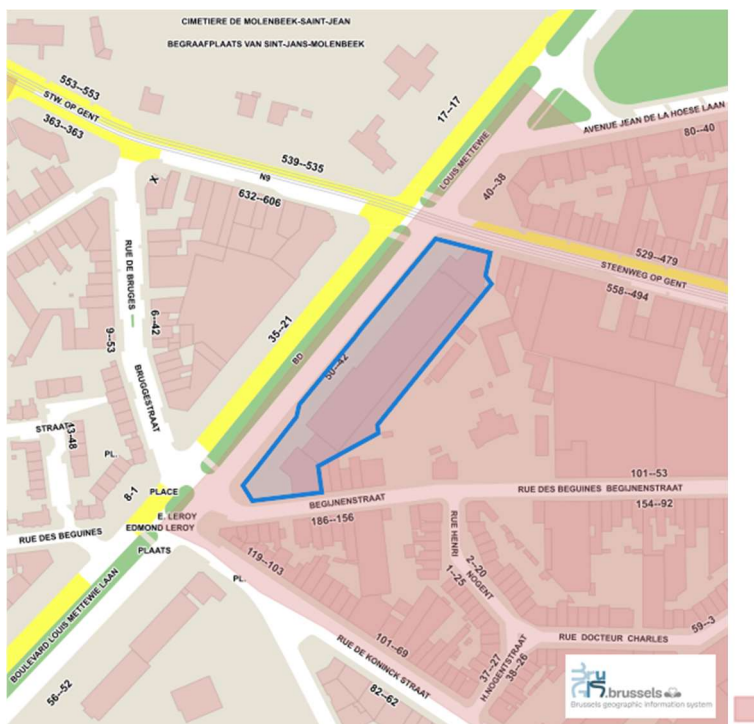 CIMETIERE DE MOLENBEEK-SAINT-JEAN
BEGRAAFPLAATS VAN SINT-JANS-MOLENBEEK
553--553
STW. OP GENT
363--363
17--17
AVENUE JEAN DE LA HOESE LAAN
80--40
LOUIS METTEWIE
539--535
N9
632--606
40--38
529--479
STEENWEG OP GENT
558--494
RUE DE BRUGES
6--42
9--53
35--21
BD
50--42
BRUGGESTRAAT
STRAAT
13-48
PL.
8-1
PLACE
E. LEROY
EDMOND LEROY
PLAATS
RUE DES BEGUINES
101--53
BEGIJNENSTRAAT
RUE DES BEGUINES BEGIJNENSTRAAT
186--156
154--92
RUE HENRI
NOGENT
2--20
1--25
119--103
PL.
BOULEVARD LOUIS METTEWIE LAAN
59--3
RUE DOCTEUR CHARLES
101--69
RUE DE KONINCK STRAAT
37--27
H.NOGENTSTRAAT
38--26
56--52
82--62
.brussels
Brussels geographic information system